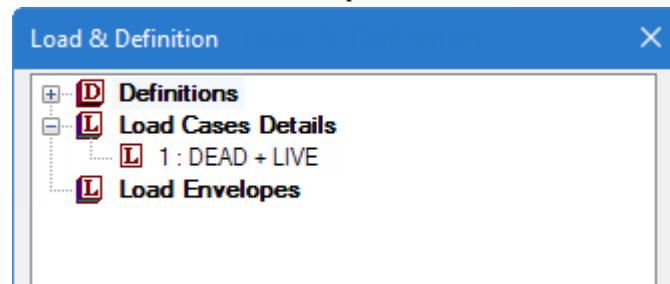 Load & Definition
D Definitions
L Load Cases Details
L 1 : DEAD + LIVE
L Load Envelopes